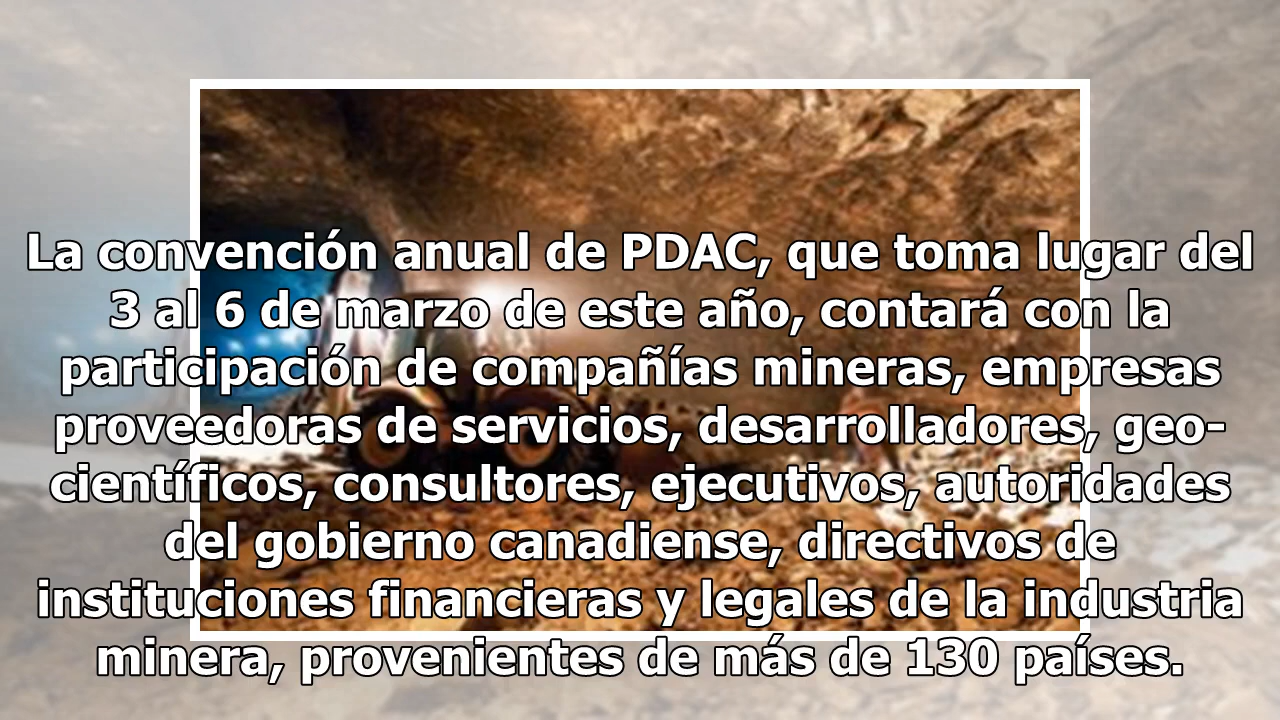 La convención anual de PDAC, que toma lugar del
3 al 6 de marzo de este año, contará con la
participación de compañías mineras, empresas
proveedoras de servicios, desarrolladores, geo-
científicos, consultores, ejecutivos, autoridades
del gobierno canadiense, directivos de
instituciones financieras y legales de la industria
minera, provenientes de más de 130 países.